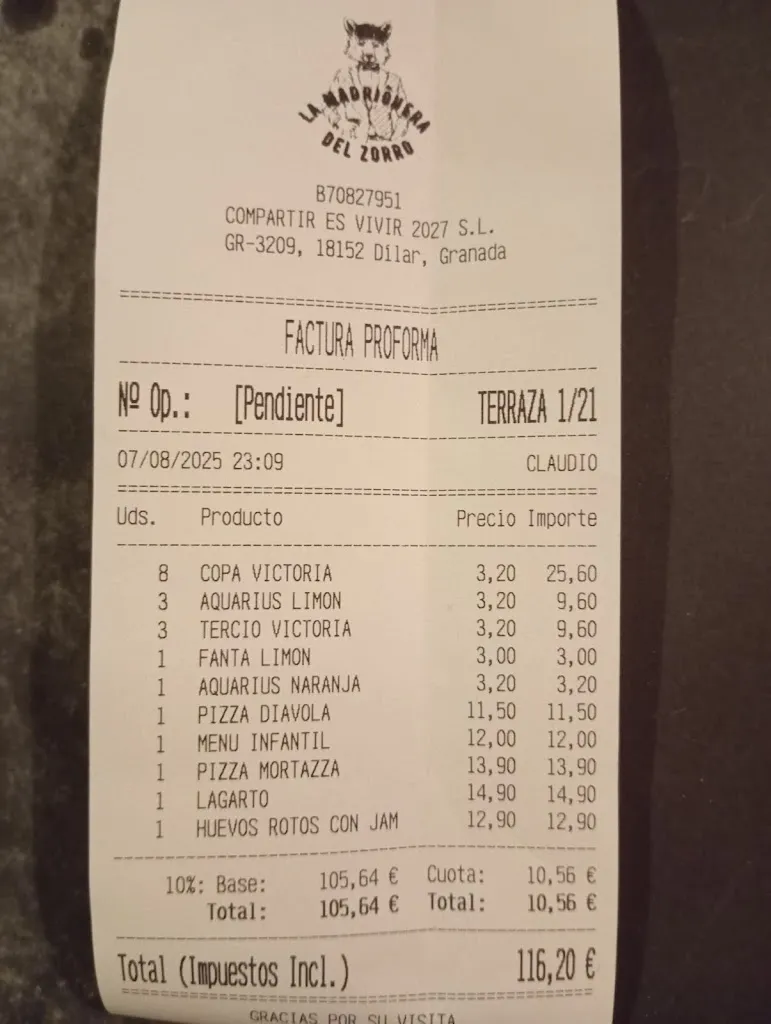 LA MADRIÕNERA
DEL ZORRO
B70827951
COMPARTIR ES VIVIR 2027 S.L.
GR-3209, 18152 Dilar, Granada
FACTURA PROFORMA
Nº Op.: [Pendiente] TERRAZA 1/21
07/08/2025 23:09 CLAUDIO
Uds. Producto Precio Importe
8 COPA VICTORIA 3,20 25,60
3 AQUARIUS LIMON 3,20 9,60
3 TERCIO VICTORIA 3,20 9,60
1 FANTA LIMON 3,00 3,00
1 AQUARIUS NARANJA 3,20 3,20
1 PIZZA DIAVOLA 11,50 11,50
1 MENU INFANTIL 12,00 12,00
1 PIZZA MORTAZZA 13,90 13,90
1 LAGARTO 14,90 14,90
1 HUEVOS ROTOS CON JAM 12,90 12,90
10%: Base: 105,64 € Cuota: 10,56 €
Total: 105,64 € Total: 10,56 €
Total (Impuestos Incl.) 116,20 €
GRACIAS POR SU VISITA